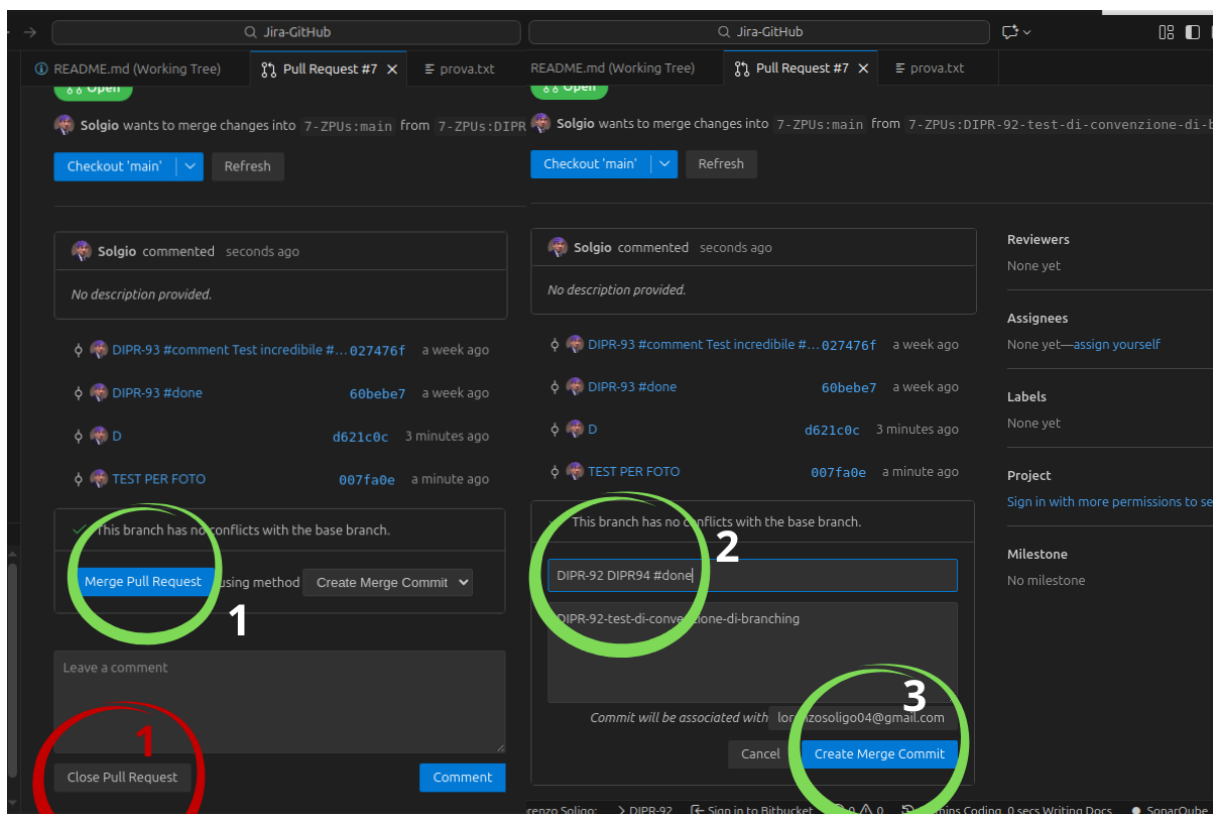 Jira-GitHub
README.md (Working Tree) Pull Request #7 prova.txt
Open
Solgio wants to merge changes into 7-ZPUs:main from 7-ZPUs:DIPR
Checkout 'main' Refresh
Solgio commented seconds ago
No description provided.
DIPR-93 #comment Test incredibile #... 027476f a week ago
DIPR-93 #done 60bebe7 a week ago
D d621c0c 3 minutes ago
TEST PER FOTO 007fa0e a minute ago
This branch has no conflicts with the base branch.
Merge Pull Request using method Create Merge Commit
1
Leave a comment
1
Close Pull Request Comment
Jira-GitHub
README.md (Working Tree) Pull Request #7 prova.txt
Open
Solgio wants to merge changes into 7-ZPUs:main from 7-ZPUs:DIPR-92-test-di-convenzione-di-b
Checkout 'main' Refresh
Solgio commented seconds ago
No description provided.
DIPR-93 #comment Test incredibile #... 027476f a week ago
DIPR-93 #done 60bebe7 a week ago
D d621c0c 3 minutes ago
TEST PER FOTO 007fa0e a minute ago
This branch has no conflicts with the base branch.
2
DIPR-92 DIPR94 #done
DIPR-92-test-di-convenzione-di-branching
3
Commit will be associated with lorenzosoligo04@gmail.com
Cancel Create Merge Commit
Reviewers
None yet
Assignees
None yet—assign yourself
Labels
None yet
Project
Sign in with more permissions to se
Milestone
No milestone
renzo Soligo: DIPR-92 Sign in to Bitbucket 0 0 mins Coding, 0 secs Writing Docs SonarQube